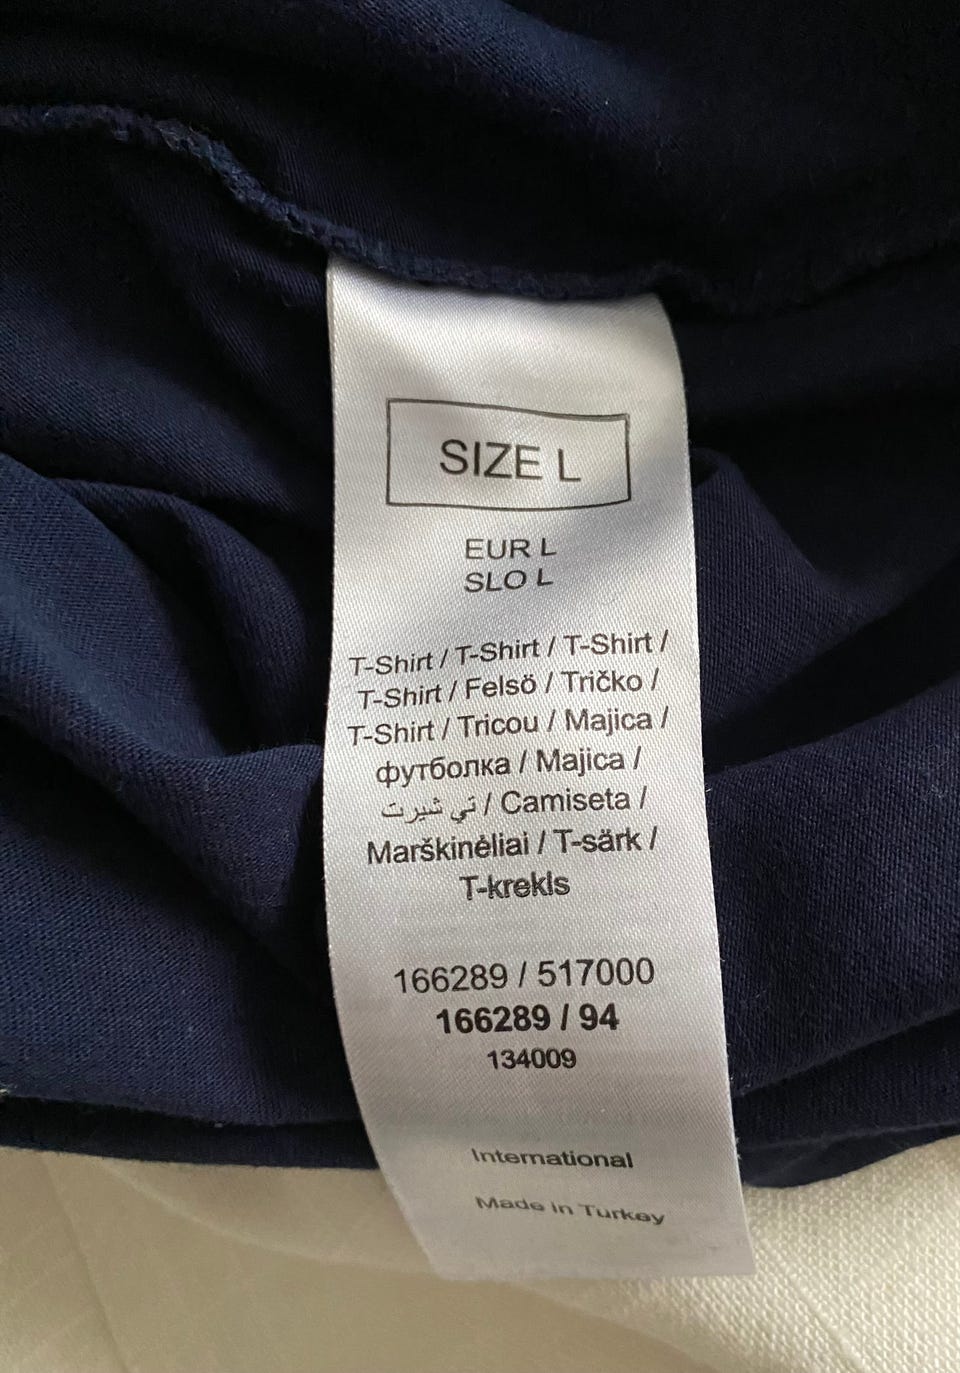 SIZE L
EUR L
SLO L
T-Shirt / T-Shirt / T-Shirt /
T-Shirt / Felsö / Tričko /
T-Shirt / Tricou / Majica /
футболка / Majica /
تي شيرت / Camiseta /
Marškinėliai / T-särk /
T-krekls
166289 / 517000
166289 / 94
134009
International
Made in Turkey